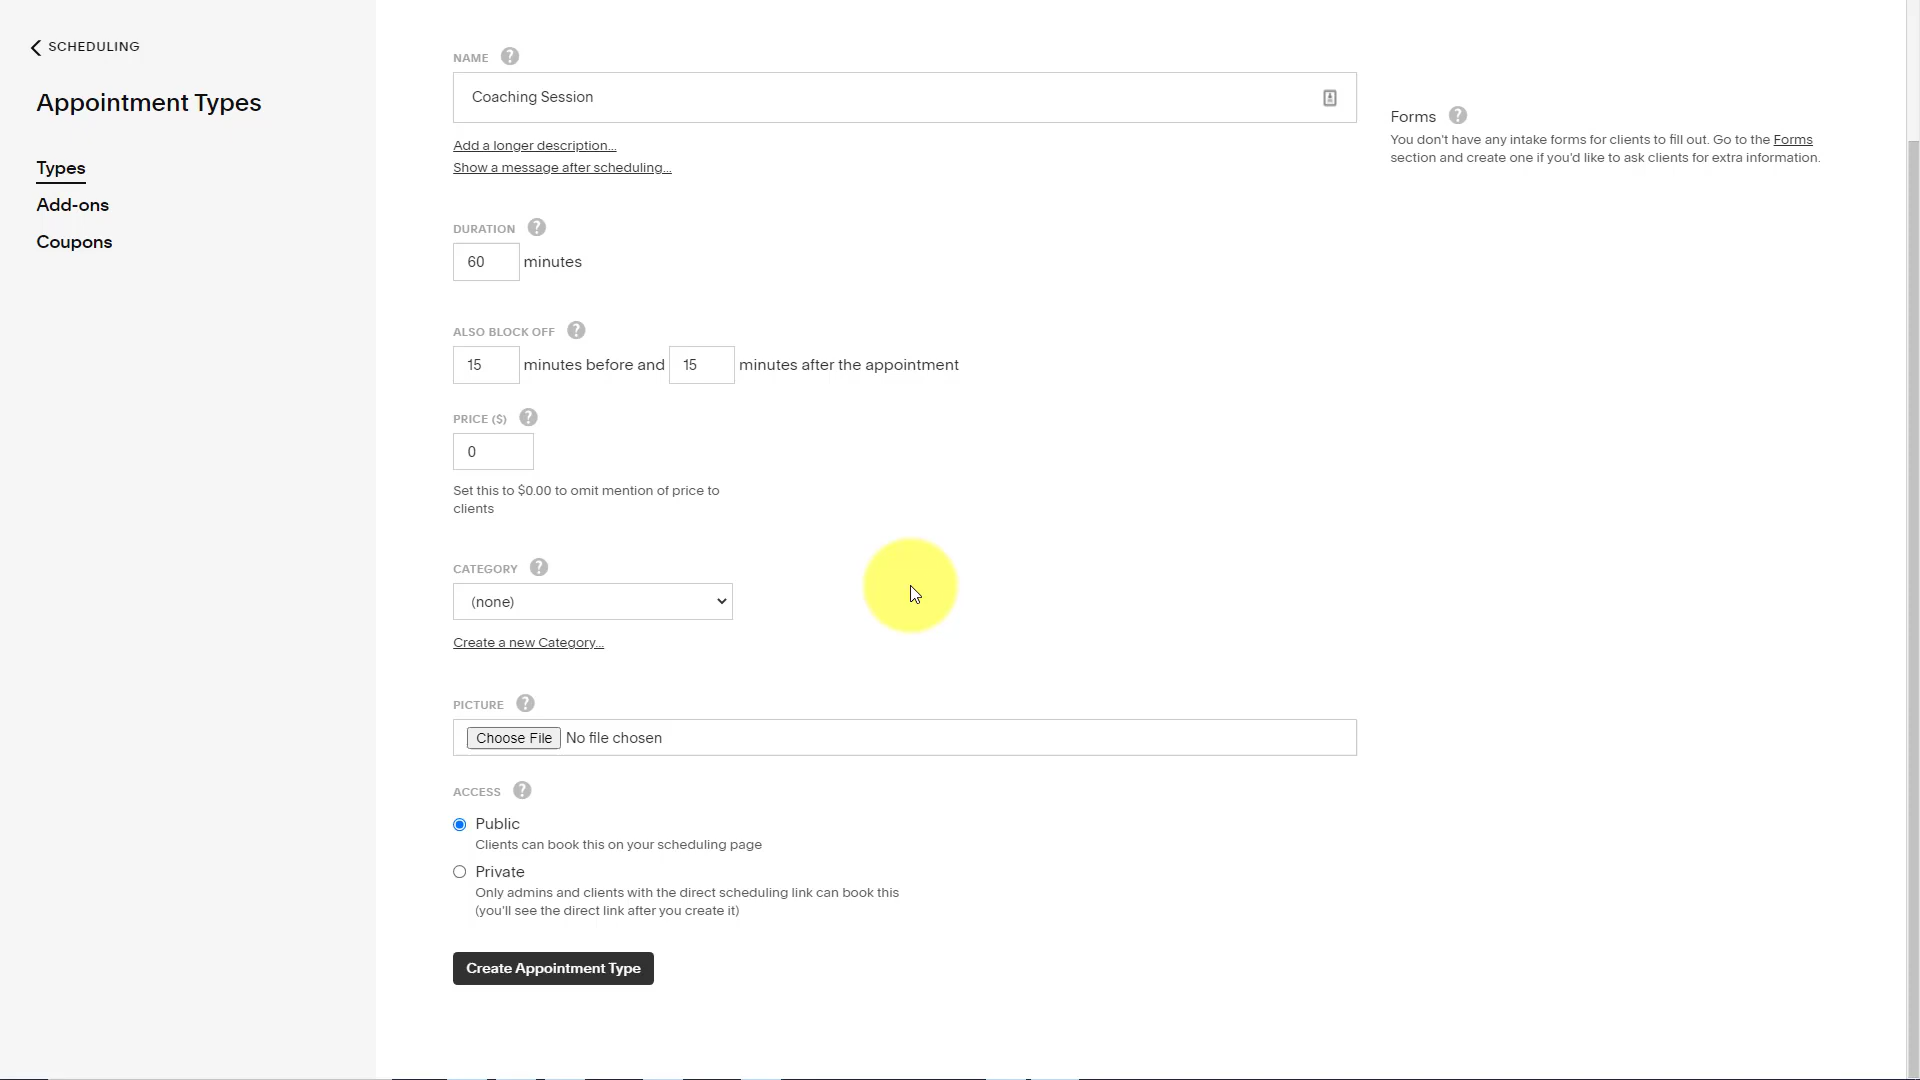 SCHEDULING
Appointment Types
Types
Add-ons
Coupons
NAME ?
Coaching Session
Add a longer description...
Show a message after scheduling...
DURATION ?
60 minutes
ALSO BLOCK OFF ?
15 minutes before and 15 minutes after the appointment
PRICE ($) ?
0
Set this to $0.00 to omit mention of price to
clients
CATEGORY ?
(none)
Create a new Category...
PICTURE ?
Choose File No file chosen
ACCESS ?
Public
Clients can book this on your scheduling page
Private
Only admins and clients with the direct scheduling link can book this
(you'll see the direct link after you create it)
Create Appointment Type
Forms ?
You don't have any intake forms for clients to fill out. Go to the Forms
section and create one if you'd like to ask clients for extra information.